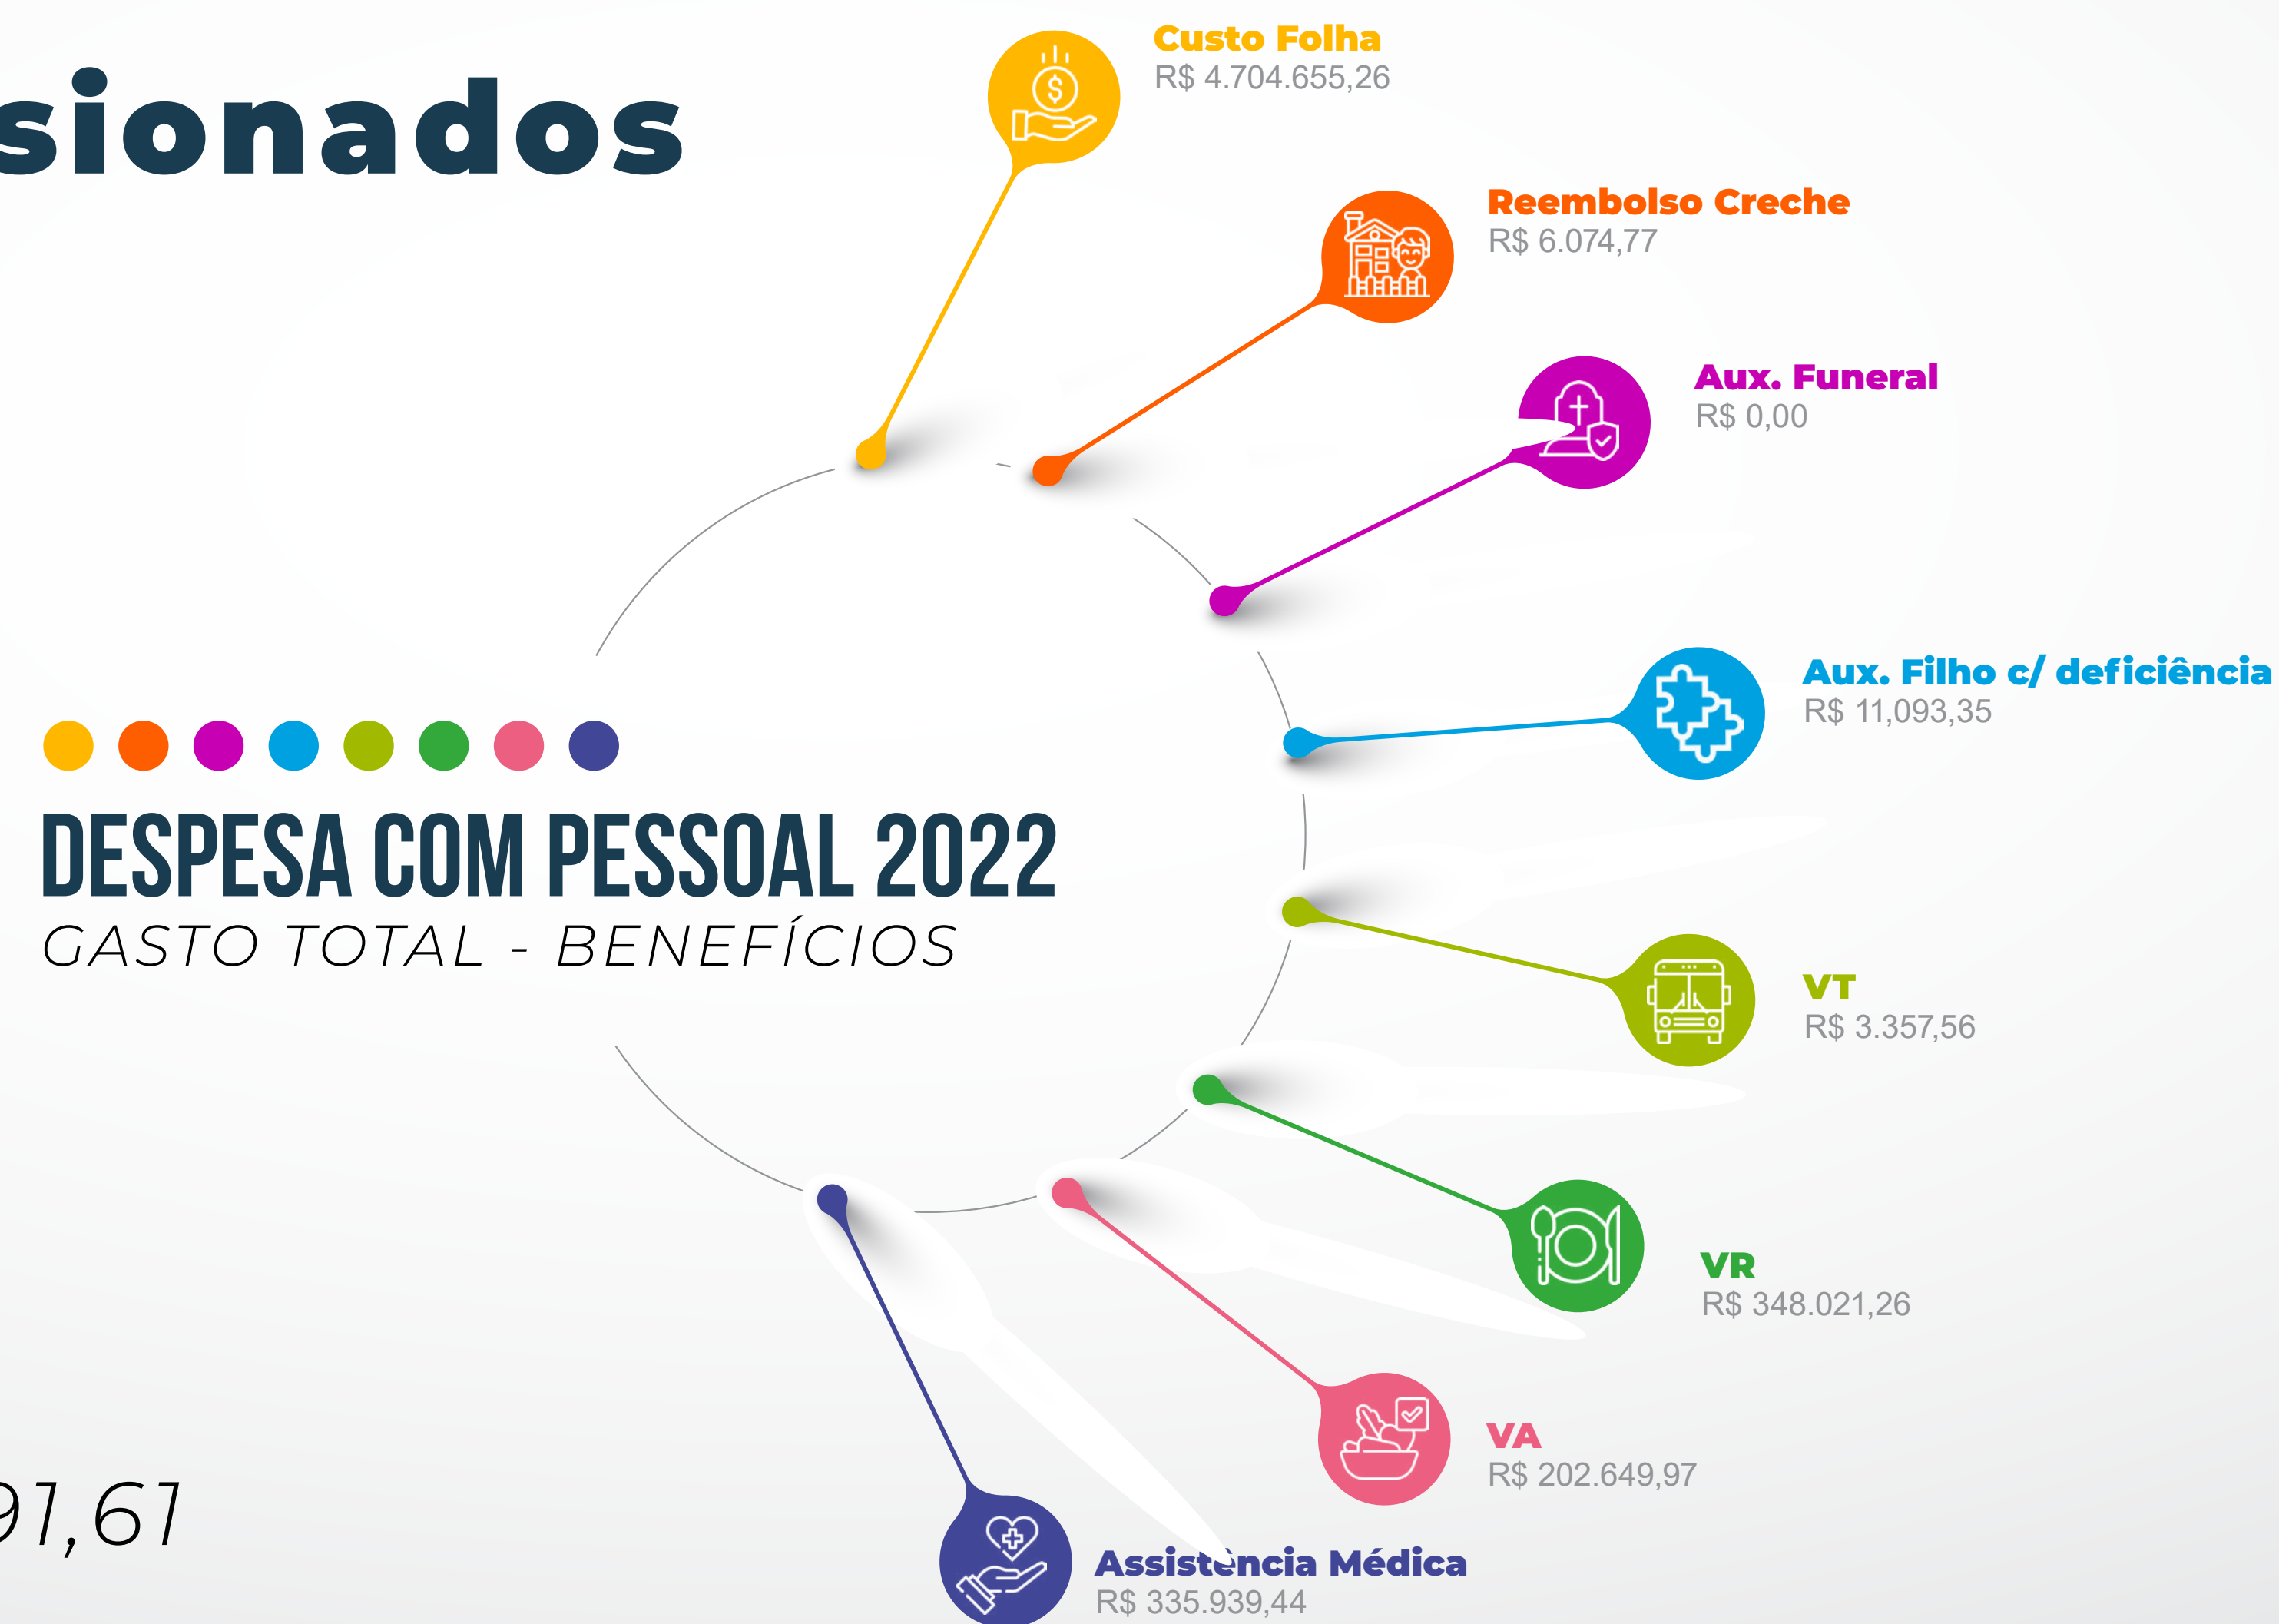 sionados
Custo Folha
R$ 4.704.655,26
Reembolso Creche
R$ 6.074,77
Aux. Funeral
R$ 0,00
Aux. Filho c/ deficiência
R$ 11,093,35
DESPESA COM PESSOAL 2022
GASTO TOTAL - BENEFÍCIOS
VT
R$ 3.357,56
VR
R$ 348.021,26
VA
R$ 202.649,97
91,61
Assistência Médica
R$ 335.939,44